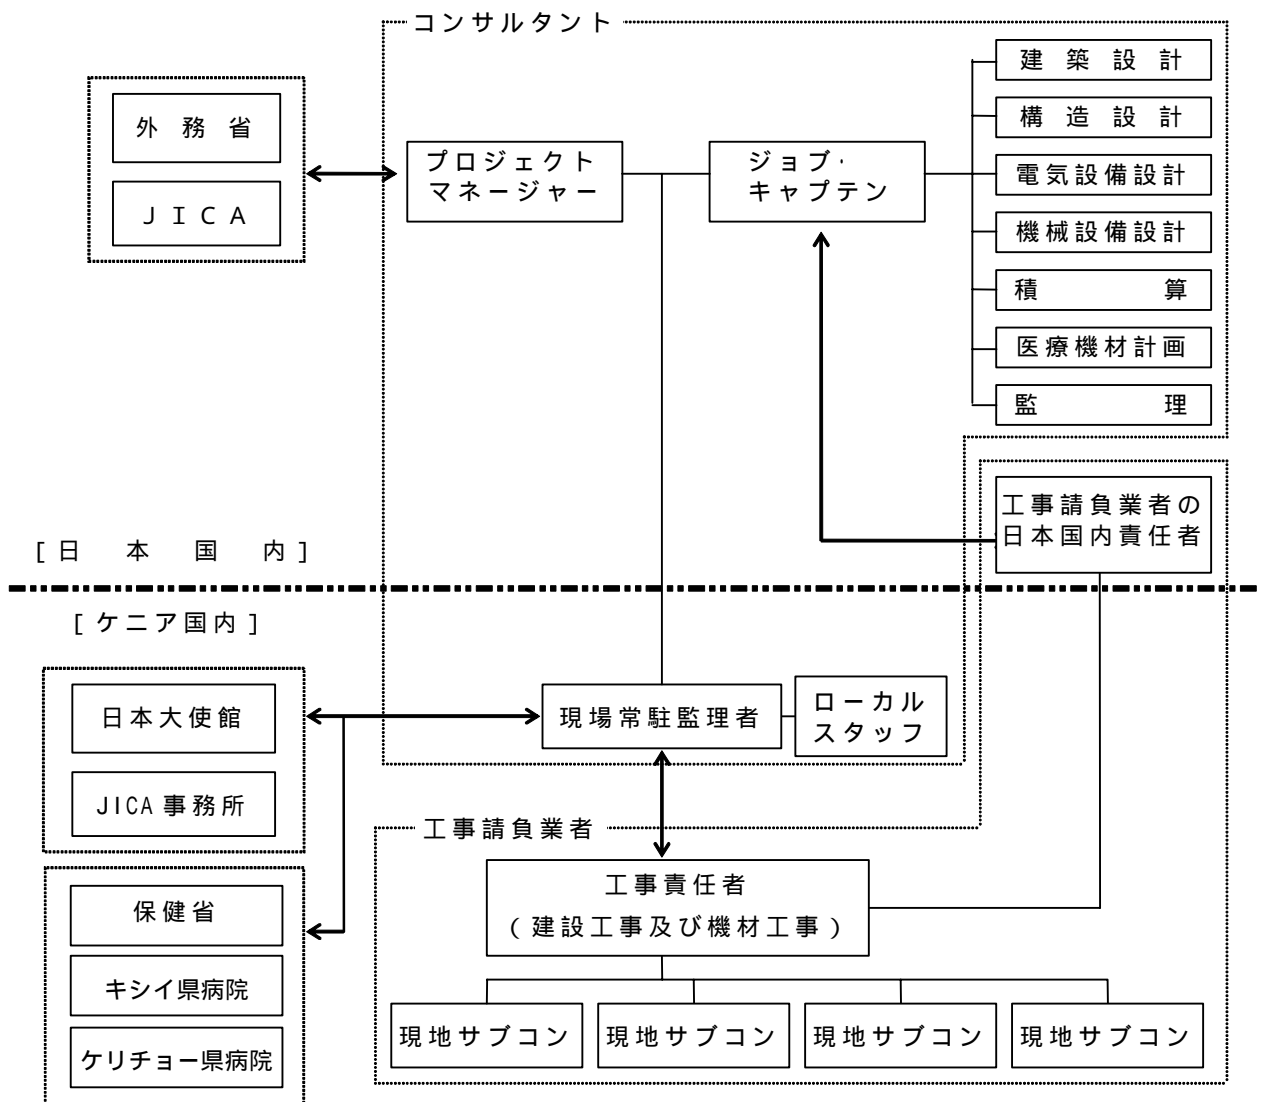 コンサルタント
外務省
JICA
プロジェクト
マネージャー
ジョブ・
キャプテン
建築設計
構造設計
電気設備設計
機械設備設計
積算
医療機材計画
監理
工事請負業者の
日本国内責任者
[日本国内]
[ケニア国内]
日本大使館
JICA事務所
保健省
キシイ県病院
ケリチョー県病院
現場常駐監理者
ローカル
スタッフ
工事請負業者
工事責任者
(建設工事及び機材工事)
現地サブコン
現地サブコン
現地サブコン
現地サブコン